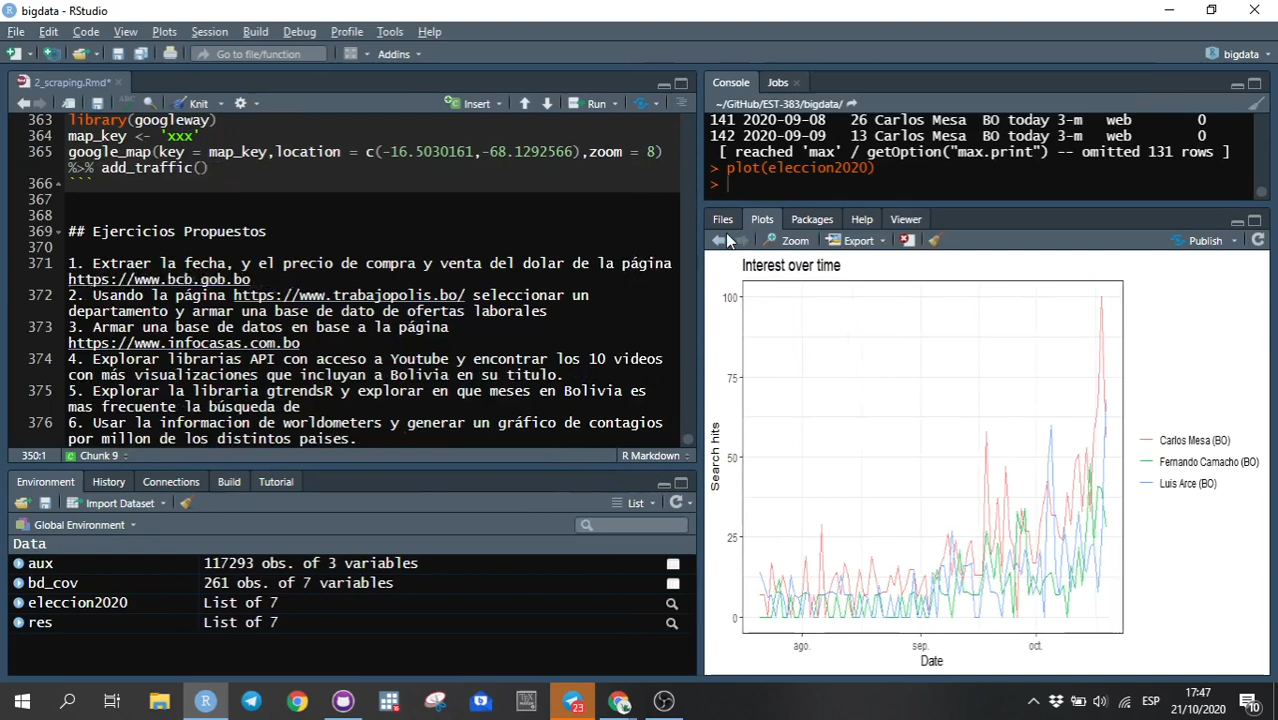 bigdata - RStudio
File Edit Code View Plots Session Build Debug Profile Tools Help
Go to file/function
Addins
bigdata
2_scraping.Rmd*
Knit
Insert
Run
363 library(googleway)
364 map_key <- 'xxx'
365 google_map(key = map_key,location = c(-16.5030161,-68.1292566),zoom = 8)
%>% add_traffic()
366 ```
367
368
369 ## Ejercicios Propuestos
370
371 1. Extraer la fecha, y el precio de compra y venta del dolar de la página
https://www.bcb.gob.bo
372 2. Usando la página https://www.trabajopolis.bo/ seleccionar un
departamento y armar una base de dato de ofertas laborales
373 3. Armar una base de datos en base a la página
https://www.infocasas.com.bo
374 4. Explorar librarias API con acceso a Youtube y encontrar los 10 videos
con más visualizaciones que incluyan a Bolivia en su titulo.
375 5. Explorar la libraria gtrendsR y explorar en que meses en Bolivia es
mas frecuente la búsqueda de
376 6. Usar la informacion de worldometers y generar un gráfico de contagios
por millon de los distintos paises.
350:1 Chunk 9 R Markdown
Environment History Connections Build Tutorial
Import Dataset List
Global Environment
Data
aux 117293 obs. of 3 variables
bd_cov 261 obs. of 7 variables
eleccion2020 List of 7
res List of 7
Console Jobs
~/GitHub/EST-383/bigdata/
141 2020-09-08 26 Carlos Mesa BO today 3-m web 0
142 2020-09-09 13 Carlos Mesa BO today 3-m web 0
[ reached 'max' / getOption("max.print") -- omitted 131 rows ]
> plot(eleccion2020)
>
Files Plots Packages Help Viewer
Zoom Export Publish
Interest over time
100
75
50
25
0
Search hits
ago. sep. oct.
Date
Carlos Mesa (BO)
Fernando Camacho (BO)
Luis Arce (BO)
23
ESP
17:47
21/10/2020
10